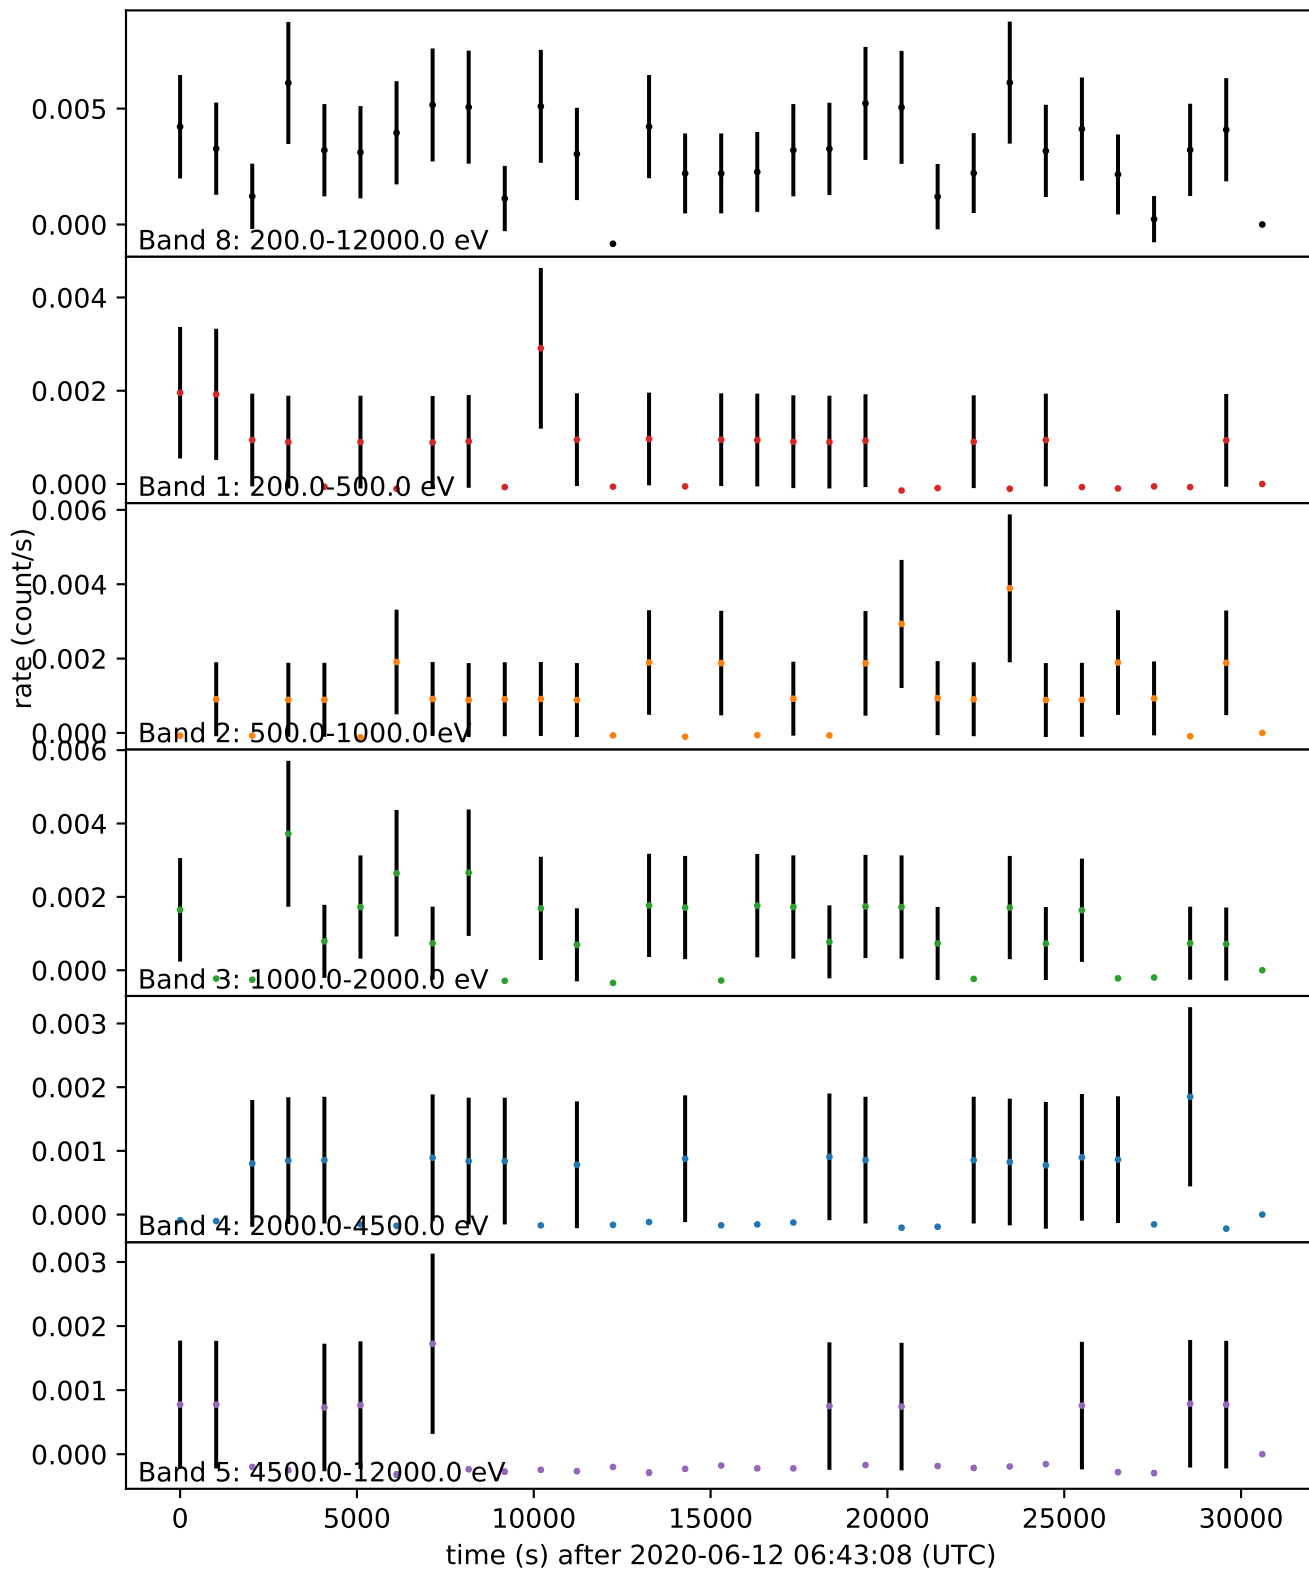 0.005
0.000
Band 8: 200.0-12000.0 eV
0.004
0.002
0.000
Band 1: 200.0-500.0 eV
0.006
0.004
0.002
0.000
Band 2: 500.0-1000.0 eV
rate (count/s)
0.006
0.004
0.002
0.000
Band 3: 1000.0-2000.0 eV
0.003
0.002
0.001
0.000
Band 4: 2000.0-4500.0 eV
0.003
0.002
0.001
0.000
Band 5: 4500.0-12000.0 eV
0 5000 10000 15000 20000 25000 30000
time (s) after 2020-06-12 06:43:08 (UTC)